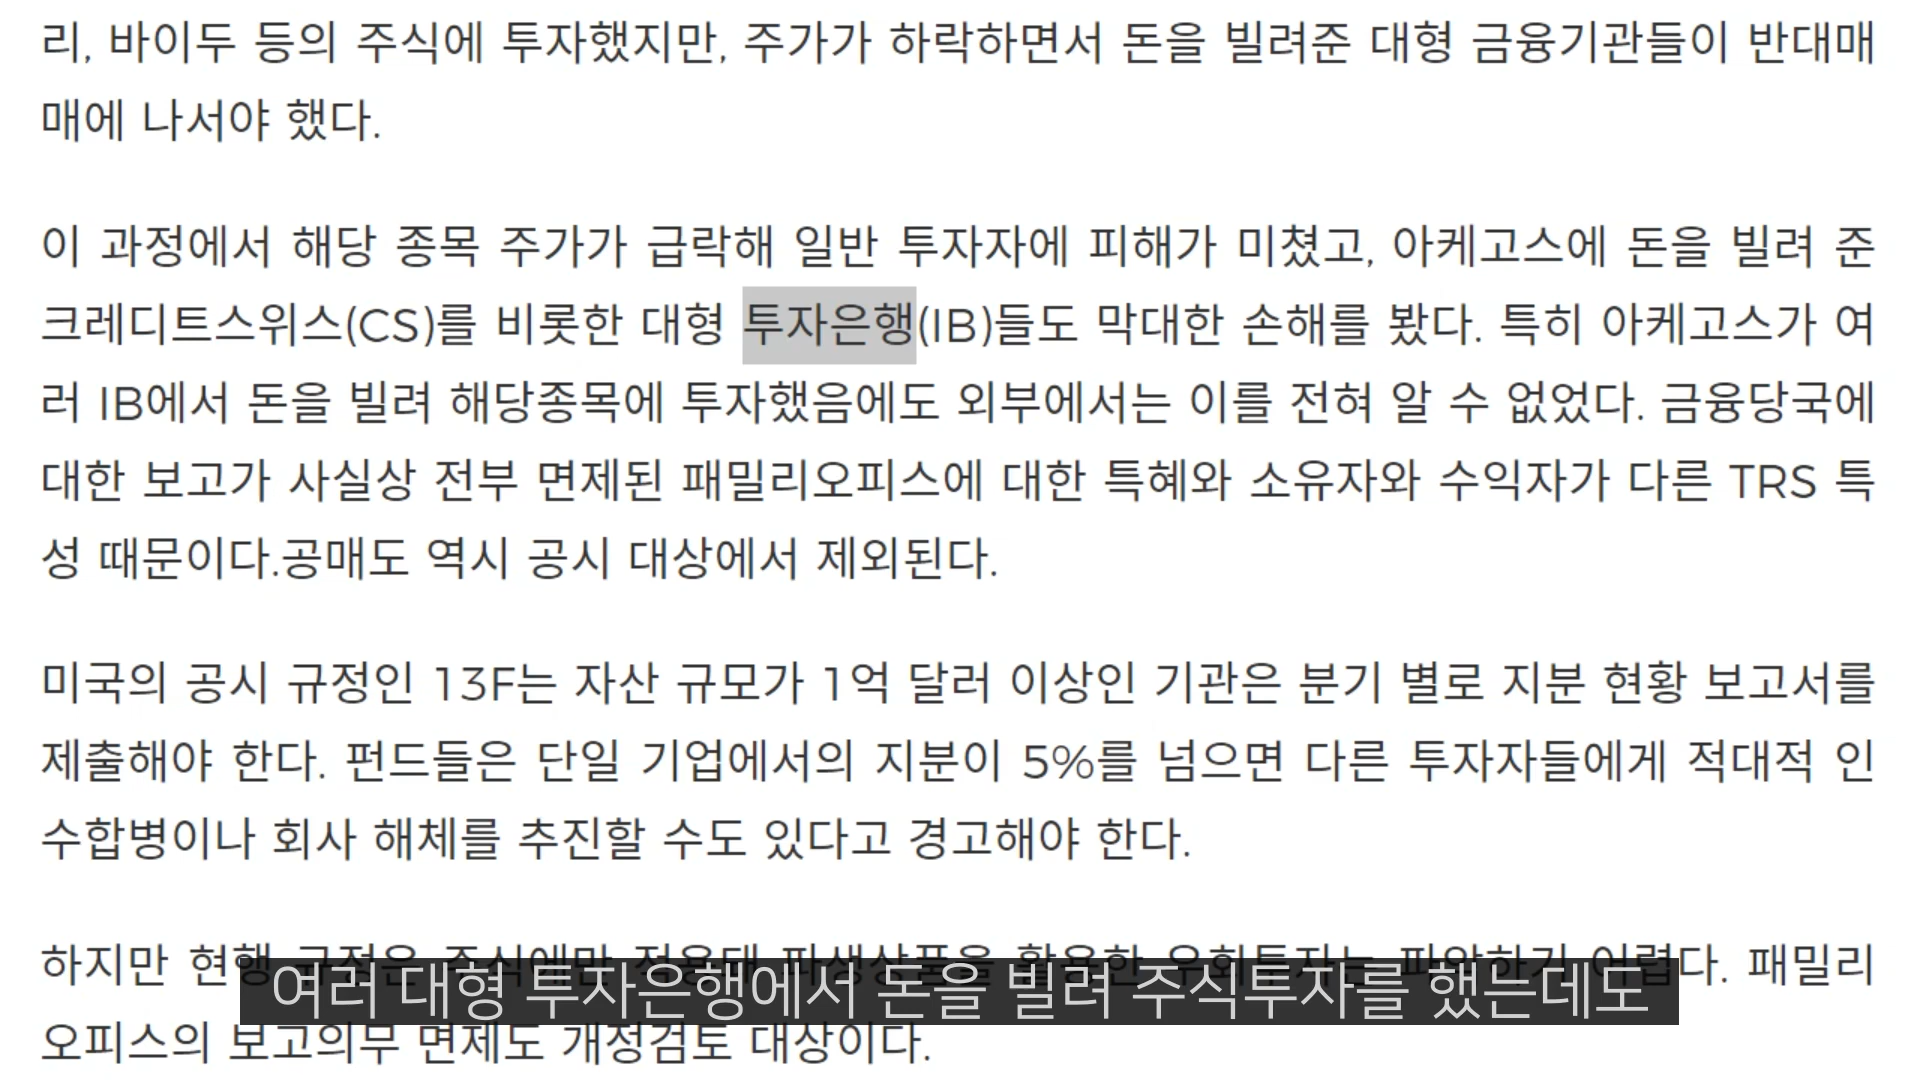 리, 바이두 등의 주식에 투자했지만, 주가가 하락하면서 돈을 빌려준 대형 금융기관들이 반대매
매에 나서야 했다.
이 과정에서 해당 종목 주가가 급락해 일반 투자자에 피해가 미쳤고, 아케고스에 돈을 빌려 준
크레디트스위스(CS)를 비롯한 대형 투자은행(IB)들도 막대한 손해를 봤다. 특히 아케고스가 여
러 IB에서 돈을 빌려 해당종목에 투자했음에도 외부에서는 이를 전혀 알 수 없었다. 금융당국에
대한 보고가 사실상 전부 면제된 패밀리오피스에 대한 특혜와 소유자와 수익자가 다른 TRS 특
성 때문이다.공매도 역시 공시 대상에서 제외된다.
미국의 공시 규정인 13F는 자산 규모가 1억 달러 이상인 기관은 분기 별로 지분 현황 보고서를
제출해야 한다. 펀드들은 단일 기업에서의 지분이 5%를 넘으면 다른 투자자들에게 적대적 인
수합병이나 회사 해체를 추진할 수도 있다고 경고해야 한다.
하지만 현행 규정은 주식에만 적용돼 파생상품을 활용한 우회투자는 파악하기 어렵다. 패밀리
여러 대형 투자은행에서 돈을 빌려 주식투자를 했는데도
오피스의 보고의무 면제도 개정검토 대상이다.